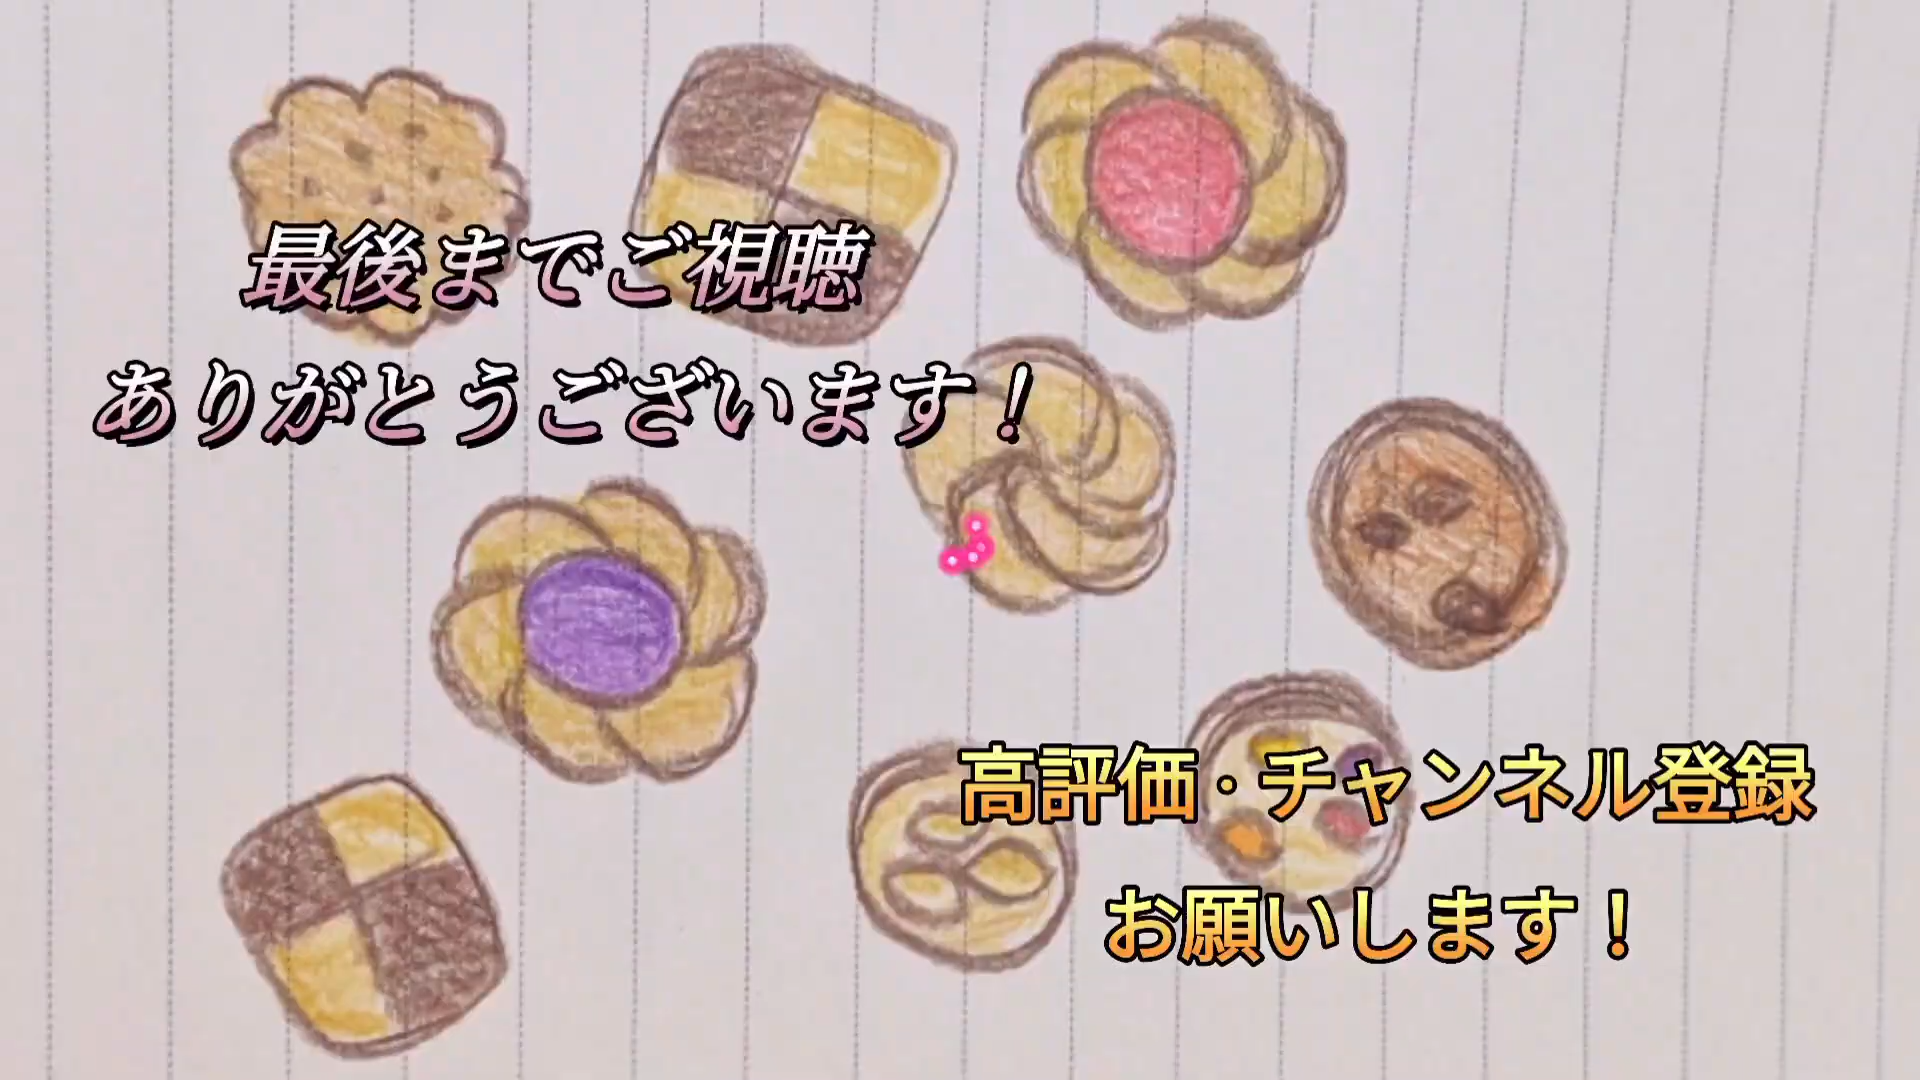 最後までご視聴
ありがとうございます！
高評価・チャンネル登録
お願いします！